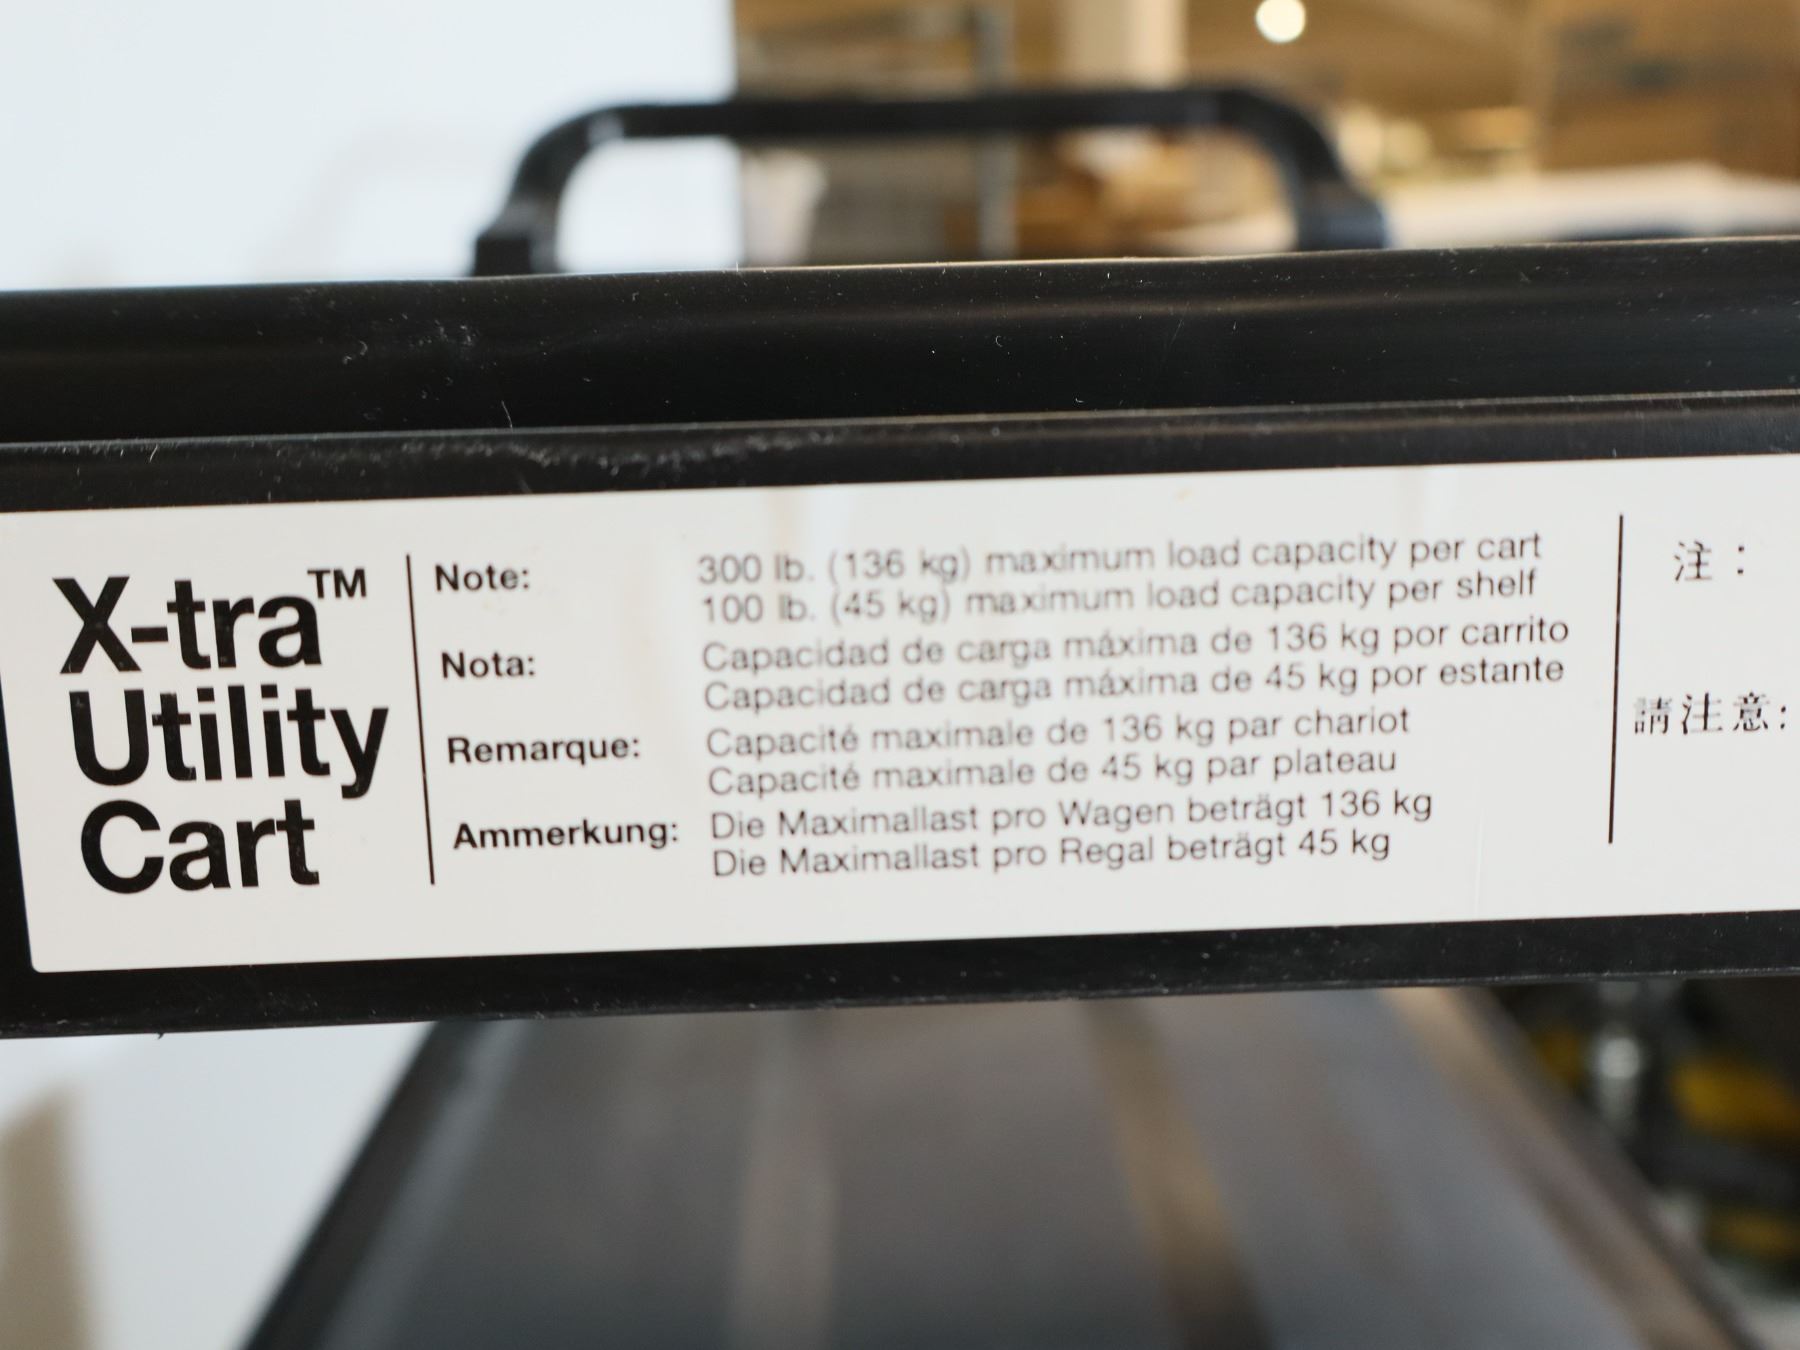 X-tra™
Utility
Cart
Note:
300 lb. (136 kg) maximum load capacity per cart
100 lb. (45 kg) maximum load capacity per shelf
Nota:
Capacidad de carga máxima de 136 kg por carrito
Capacidad de carga máxima de 45 kg por estante
Remarque:
Capacité maximale de 136 kg par chariot
Capacité maximale de 45 kg par plateau
Ammerkung:
Die Maximallast pro Wagen beträgt 136 kg
Die Maximallast pro Regal beträgt 45 kg
注：
請注意: